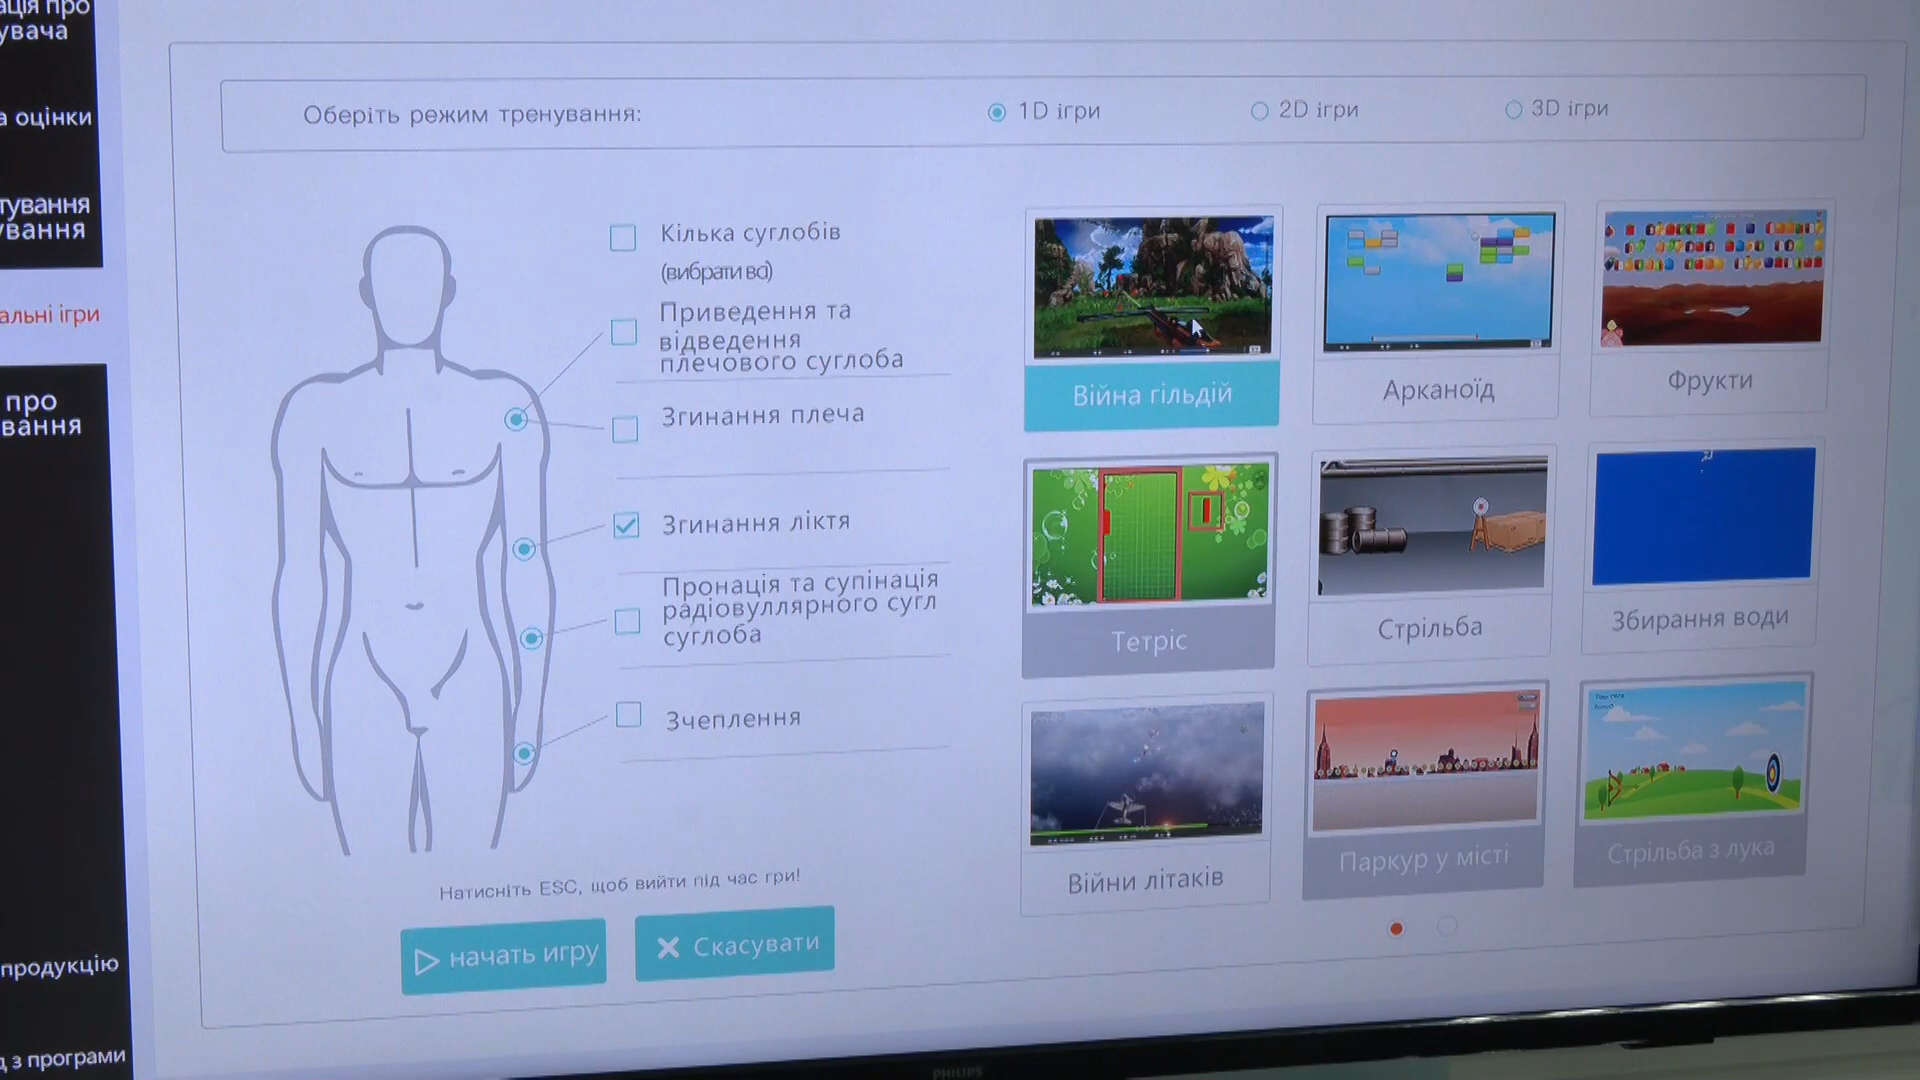 ація про
увача
а оцінки
тування
ування
альні ігри
про
вання
продукцію
д з програми
Оберіть режим тренування:
1D ігри
2D ігри
3D ігри
Кілька суглобів
(вибрати всі)
Приведення та
відведення
плечового суглоба
Згинання плеча
Згинання ліктя
Пронація та супінація
радіовуллярного сугл
суглоба
Зчеплення
Натисніть ESC, щоб вийти під час гри!
начать игру
Скасувати
Війна гільдій
Арканоїд
Фрукти
Тетріс
Стрільба
Збирання води
Війни літаків
Паркур у місті
Стрільба з лука
PHILIPS